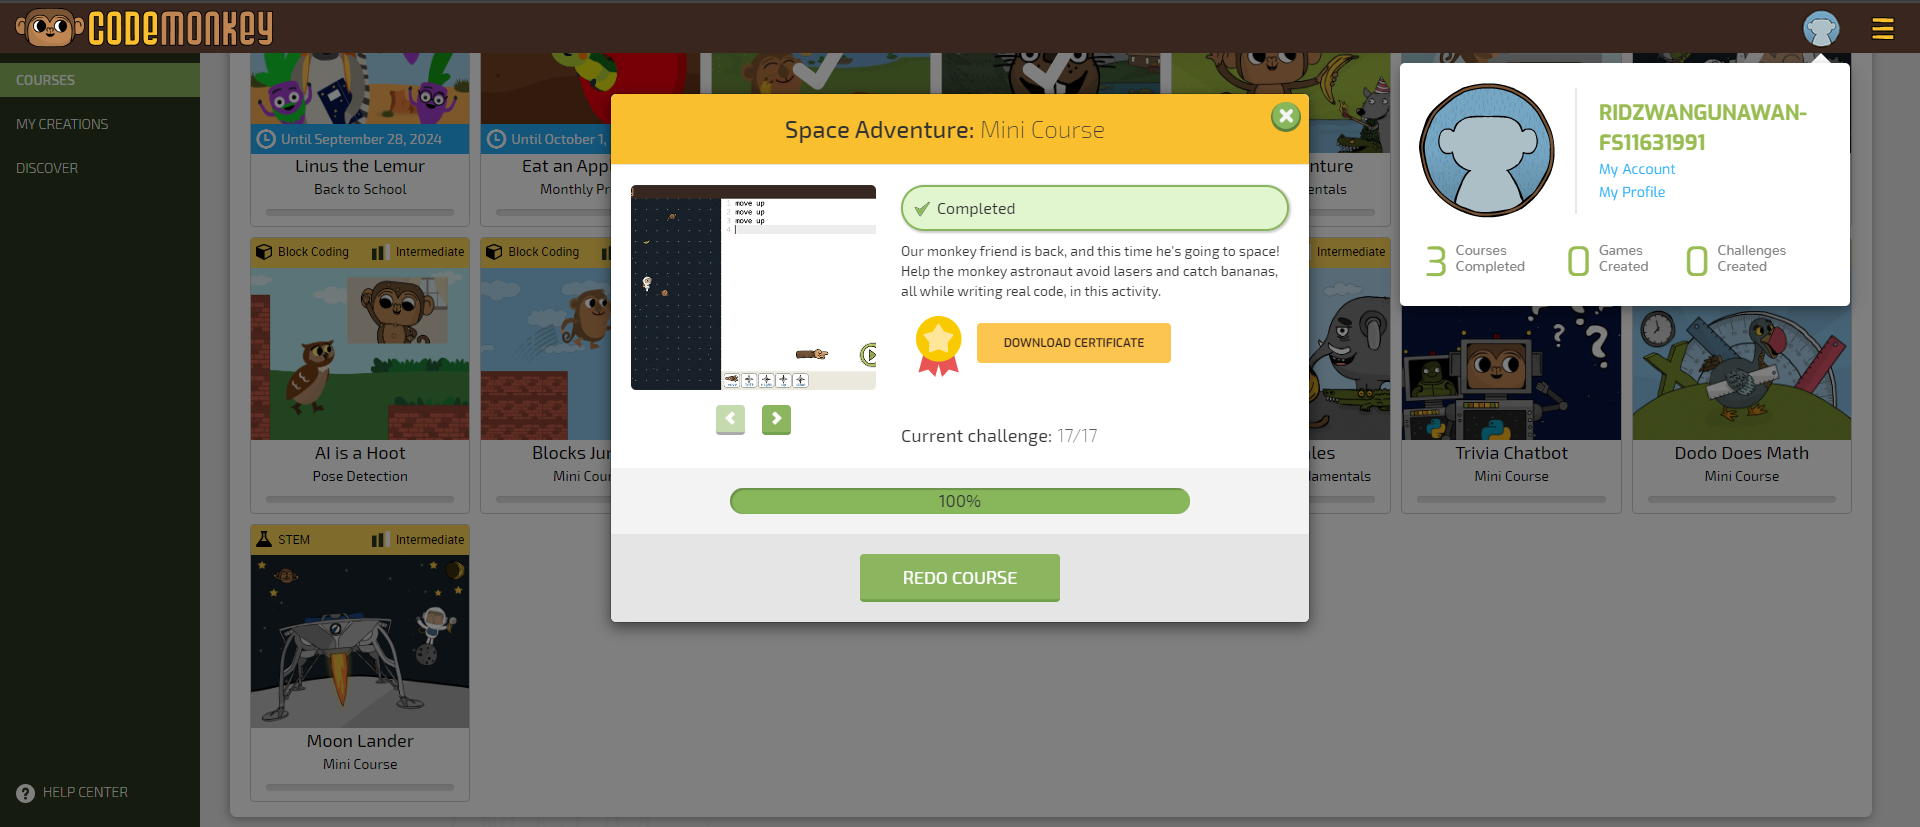 CODEMONKEY
COURSES
MY CREATIONS
DISCOVER
HELP CENTER
Until September 28, 2024
Linus the Lemur
Back to School
Until October 1,
Eat an App
Monthly Pr
nture
entals
Block Coding
Intermediate
AI is a Hoot
Pose Detection
Block Coding
Blocks Jun
Mini Cour
Intermediate
les
lamentals
Trivia Chatbot
Mini Course
Dodo Does Math
Mini Course
STEM
Intermediate
Moon Lander
Mini Course
Space Adventure: Mini Course
1 move up
2 move up
3 move up
4
Completed
Our monkey friend is back, and this time he's going to space!
Help the monkey astronaut avoid lasers and catch bananas,
all while writing real code, in this activity.
DOWNLOAD CERTIFICATE
Current challenge: 17/17
100%
REDO COURSE
RIDZWANGUNAWAN-
FS11631991
My Account
My Profile
3 Courses
Completed
0 Games
Created
0 Challenges
Created